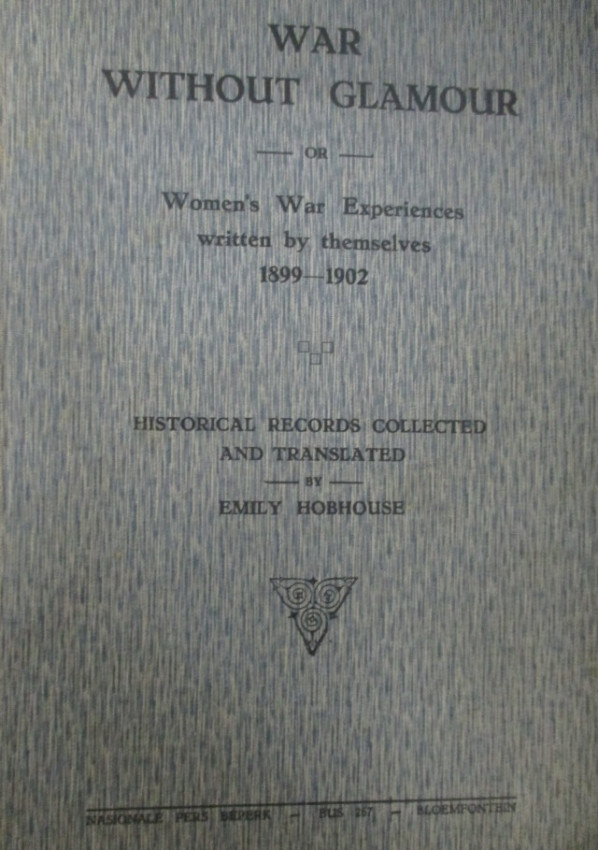 WAR
WITHOUT GLAMOUR
— OR —
Women's War Experiences
written by themselves
1899—1902
HISTORICAL RECORDS COLLECTED
AND TRANSLATED
— BY —
EMILY HOBHOUSE
NASIONALE PERS BEPERK — BUS 267 — BLOEMFONTEIN